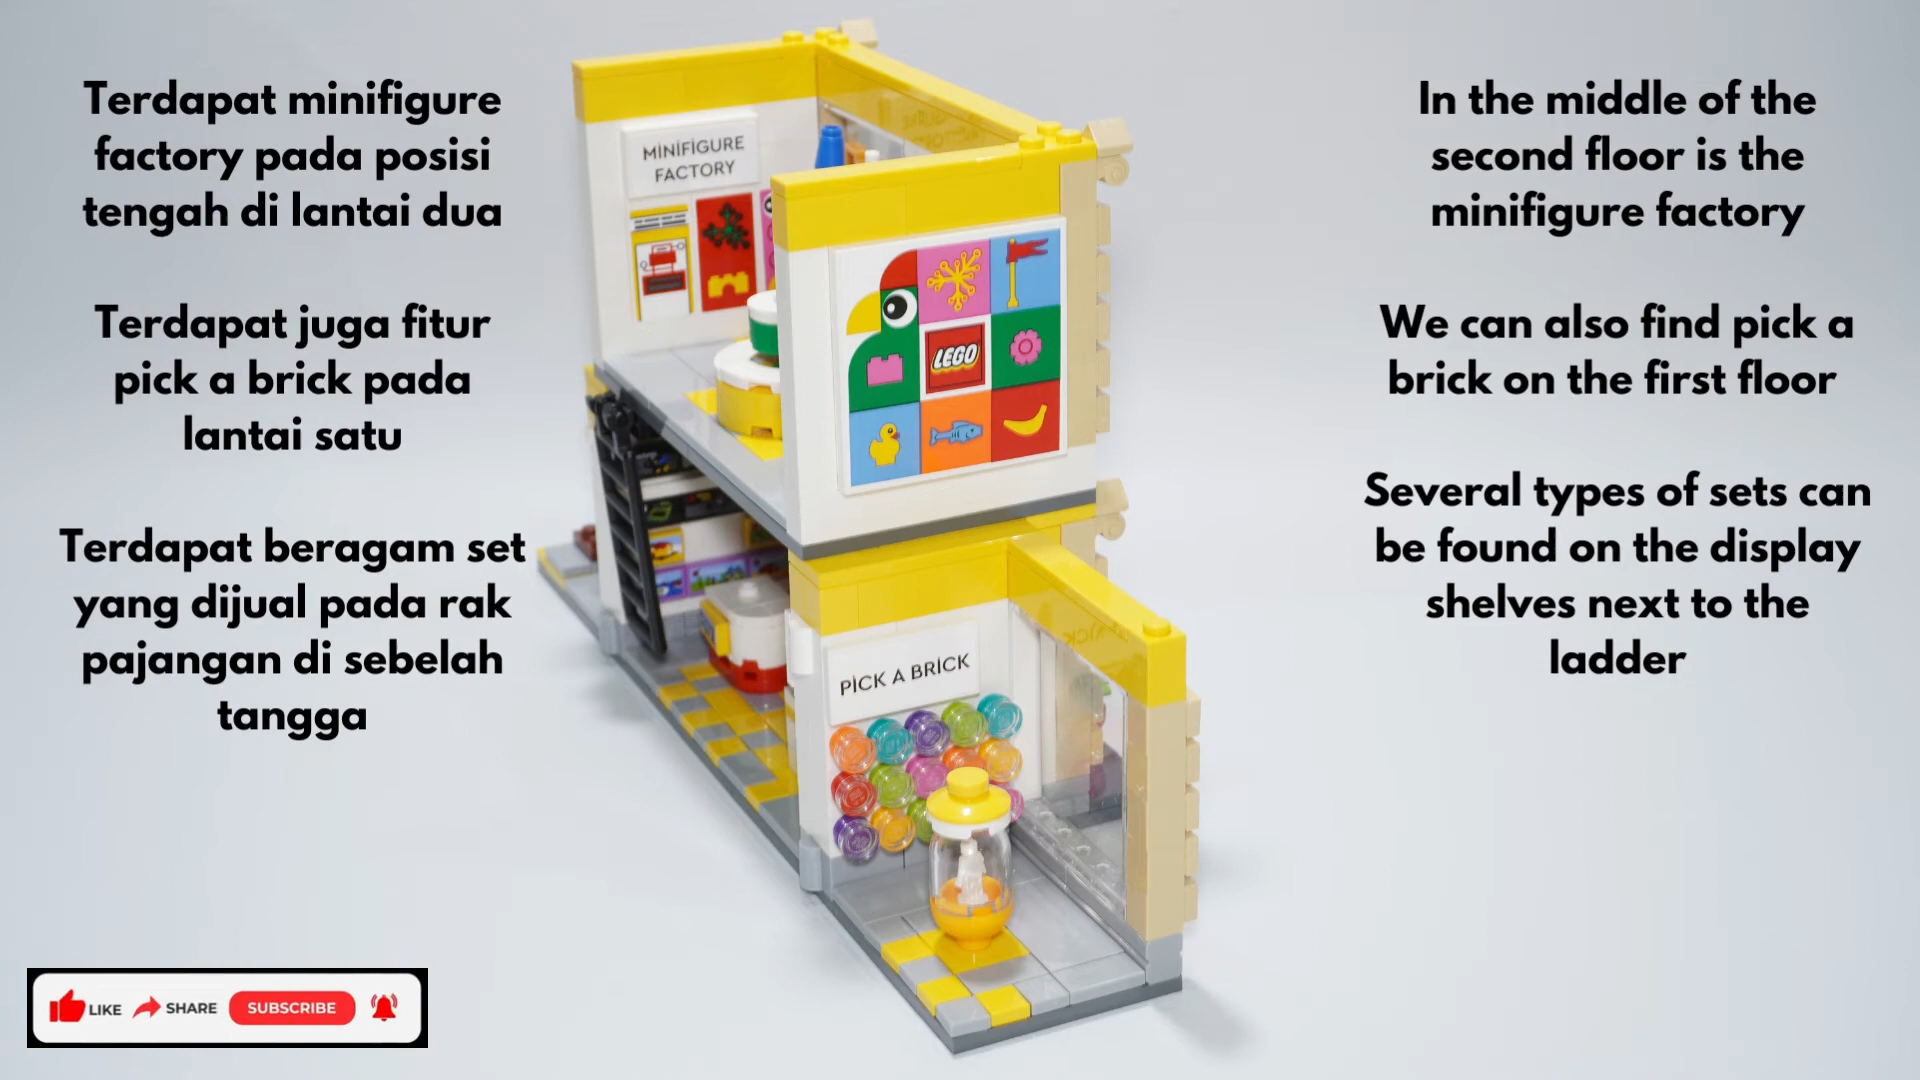 Terdapat minifigure
factory pada posisi
tengah di lantai dua
Terdapat juga fitur
pick a brick pada
lantai satu
Terdapat beragam set
yang dijual pada rak
pajangan di sebelah
tangga
MINIFIGURE
FACTORY
LEGO
PICK A BRICK
In the middle of the
second floor is the
minifigure factory
We can also find pick a
brick on the first floor
Several types of sets can
be found on the display
shelves next to the
ladder
LIKE SHARE SUBSCRIBE